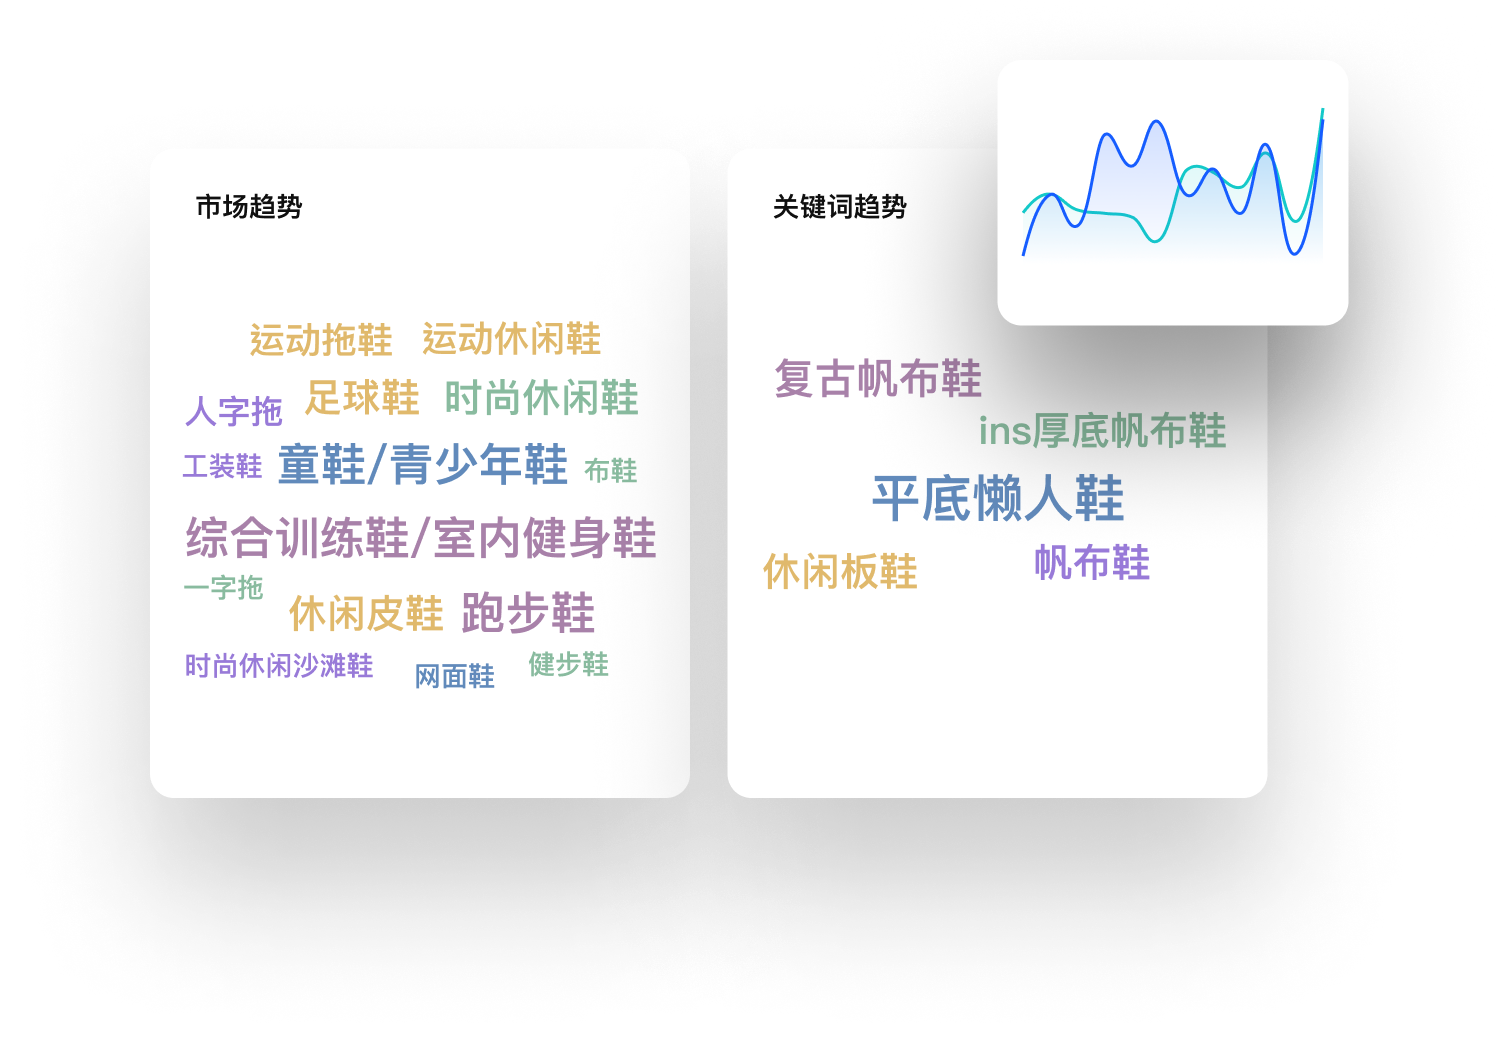 市场趋势
运动拖鞋 运动休闲鞋
足球鞋 时尚休闲鞋
人字拖
工装鞋 童鞋/青少年鞋 布鞋
综合训练鞋/室内健身鞋
一字拖
休闲皮鞋 跑步鞋
时尚休闲沙滩鞋 网面鞋 健步鞋
关键词趋势
复古帆布鞋
ins厚底帆布鞋
平底懒人鞋
休闲板鞋 帆布鞋